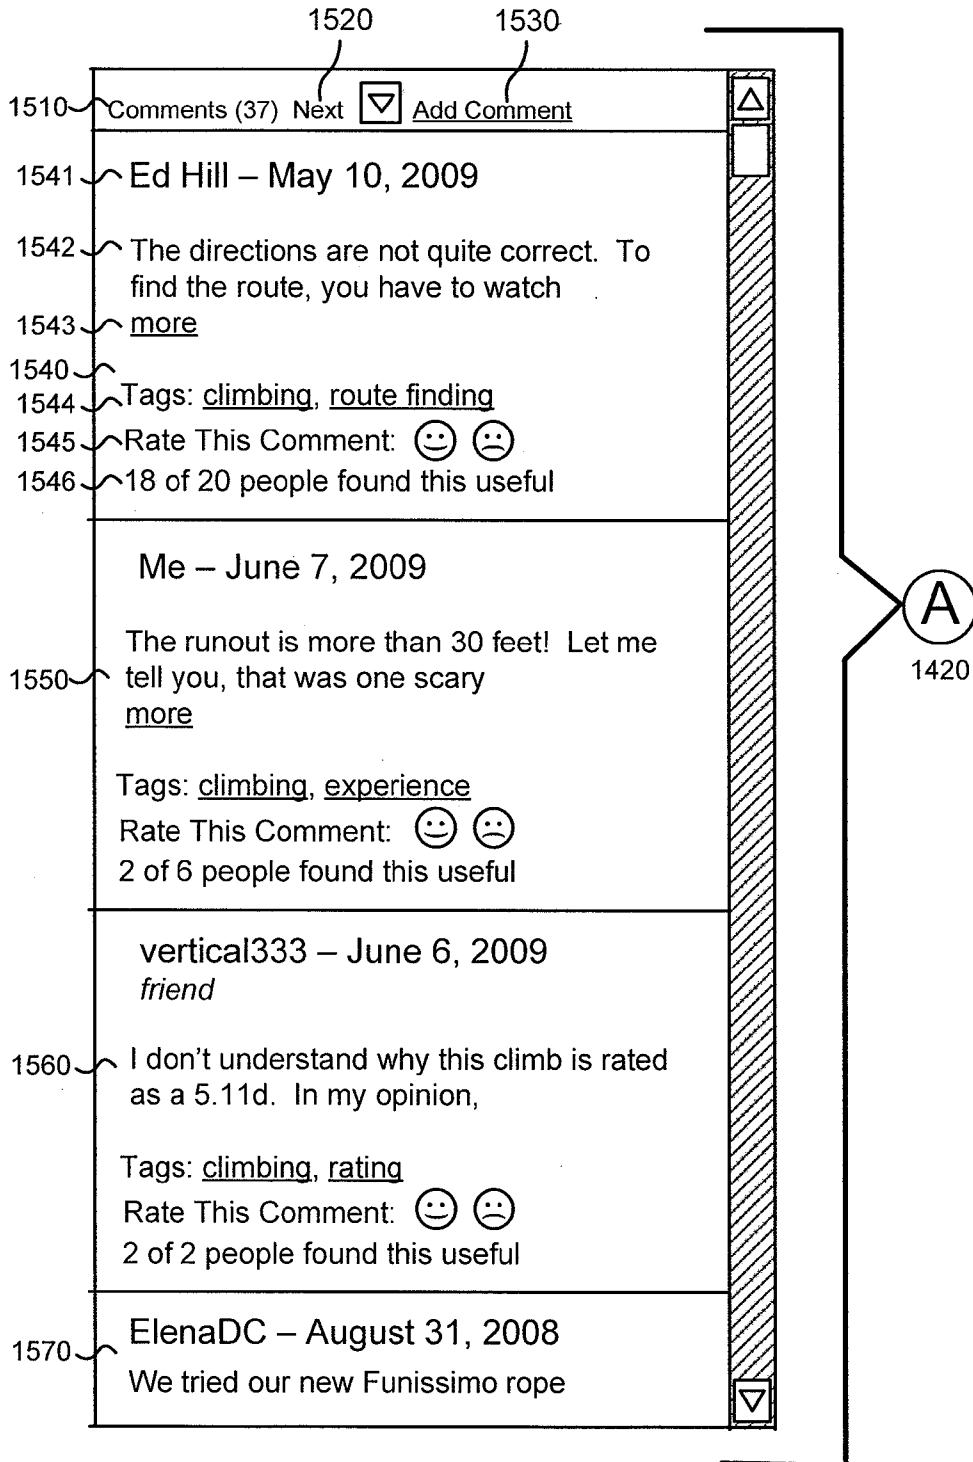 1520 1530
1510 Comments (37) Next Add Comment
1541 Ed Hill – May 10, 2009
1542 The directions are not quite correct. To
find the route, you have to watch
1543 more
1540
1544 Tags: climbing, route finding
1545 Rate This Comment:
1546 18 of 20 people found this useful
Me – June 7, 2009
A
1420
The runout is more than 30 feet! Let me
1550 tell you, that was one scary
more
Tags: climbing, experience
Rate This Comment:
2 of 6 people found this useful
vertical333 – June 6, 2009
friend
1560 I don't understand why this climb is rated
as a 5.11d. In my opinion,
Tags: climbing, rating
Rate This Comment:
2 of 2 people found this useful
1570 ElenaDC – August 31, 2008
We tried our new Funissimo rope